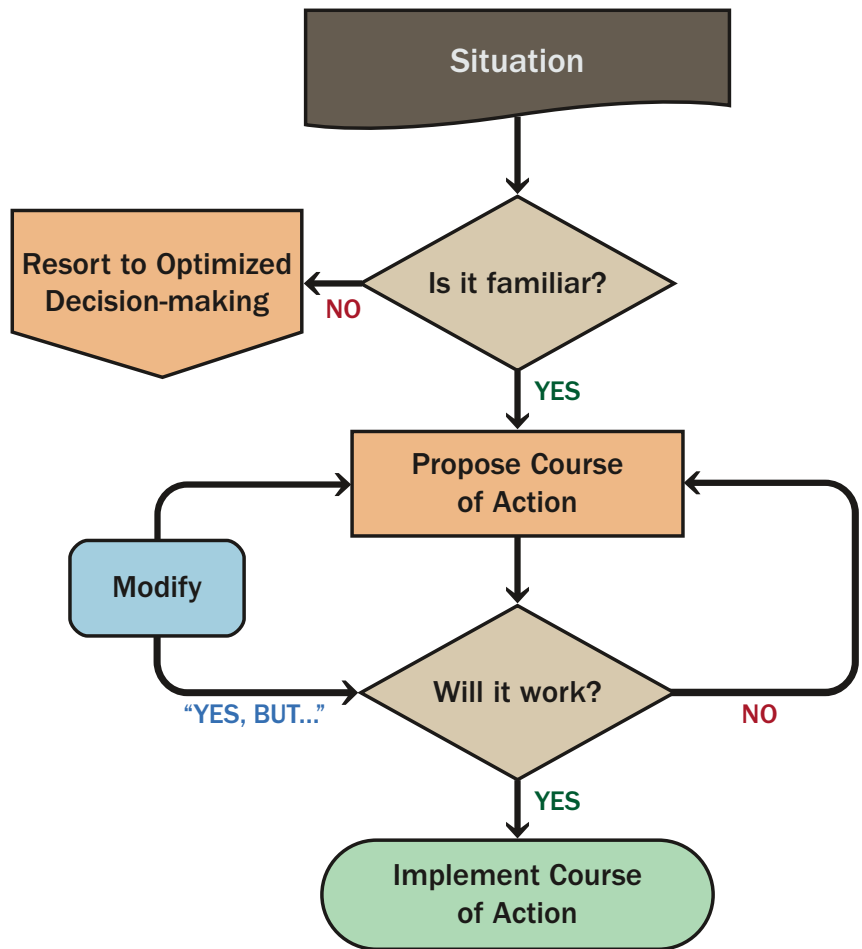 Situation
Is it familiar?
Resort to Optimized
Decision-making
NO
YES
Propose Course
of Action
Modify
Will it work?
“YES, BUT...”
NO
YES
Implement Course
of Action